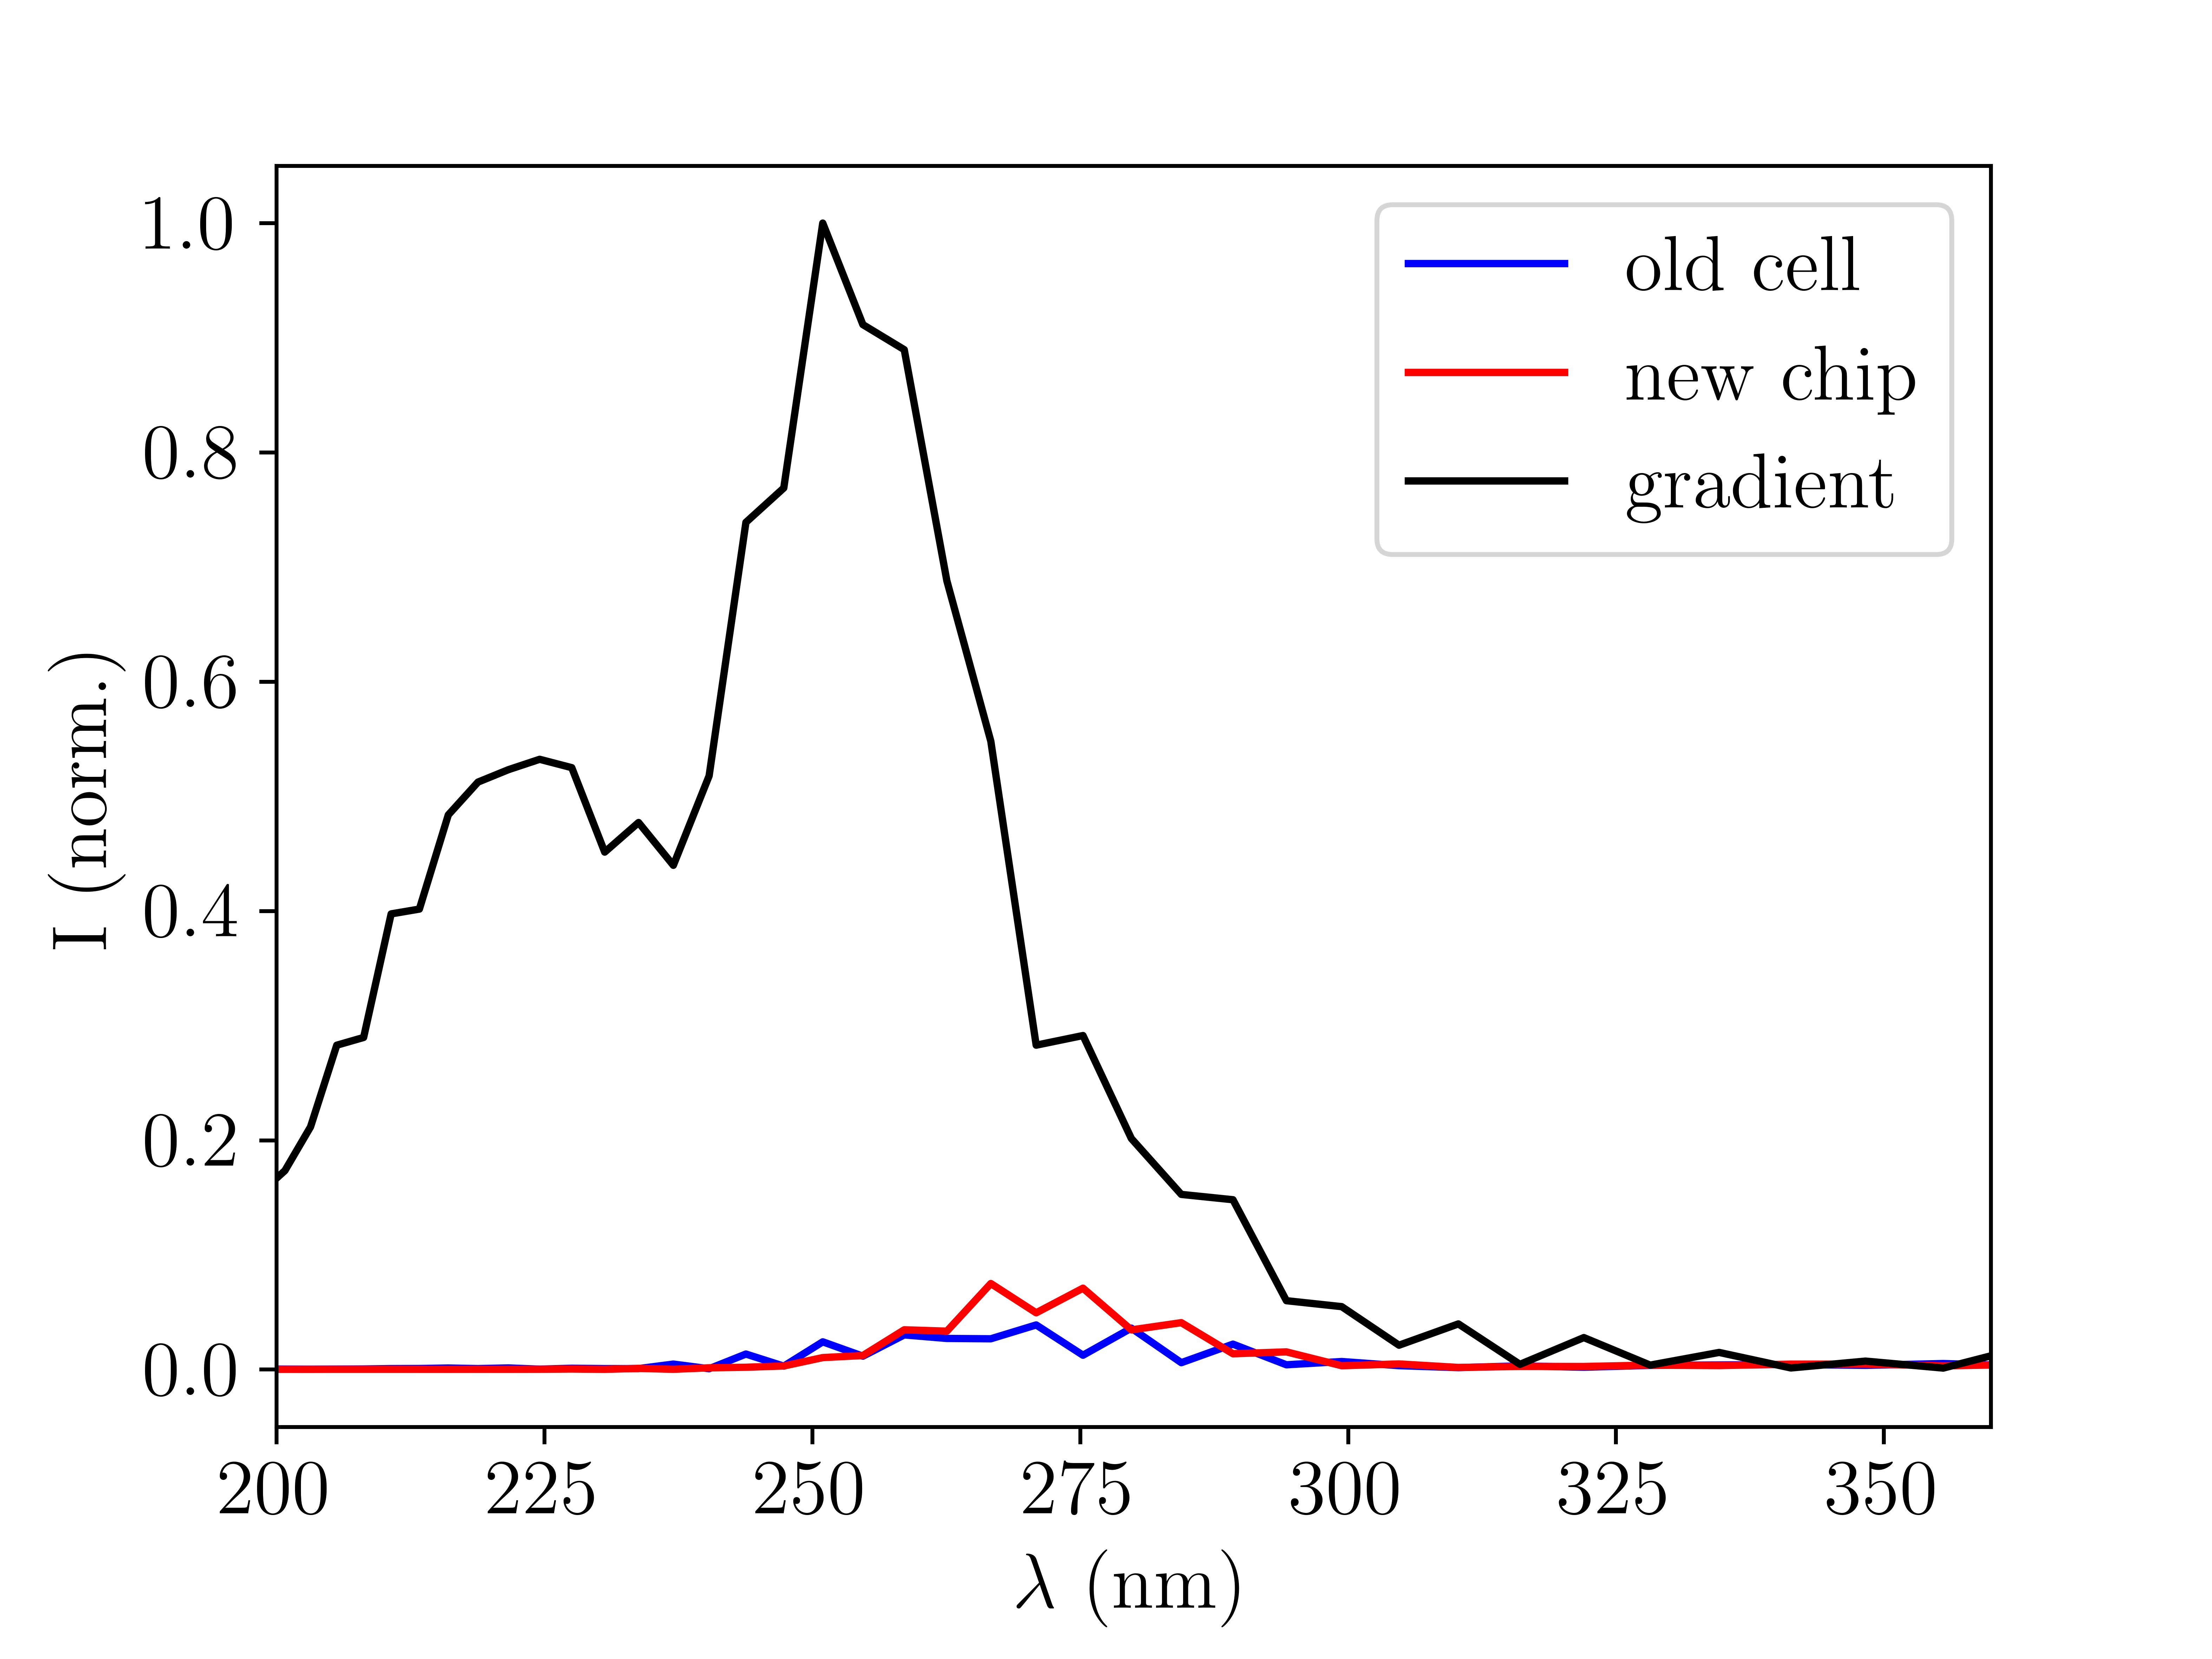 1.0
0.8
0.6
0.4
0.2
0.0
I (norm.)
old cell
new chip
gradient
200 225 250 275 300 325 350
λ (nm)